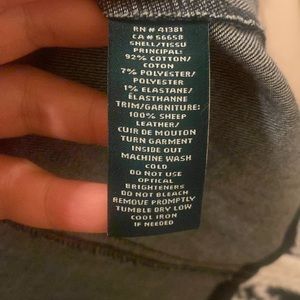 RN # 41381
CA # 56658
SHELL/TISSU
PRINCIPAL:
92% COTTON/
COTON
7% POLYESTER/
POLYESTER
1% ELASTANE/
ÉLASTHANNE
TRIM/GARNITURE:
100% SHEEP
LEATHER/
CUIR DE MOUTON
TURN GARMENT
INSIDE OUT
MACHINE WASH
COLD
DO NOT USE
OPTICAL
BRIGHTENERS
DO NOT BLEACH
REMOVE PROMPTLY
TUMBLE DRY LOW
COOL IRON
IF NEEDED